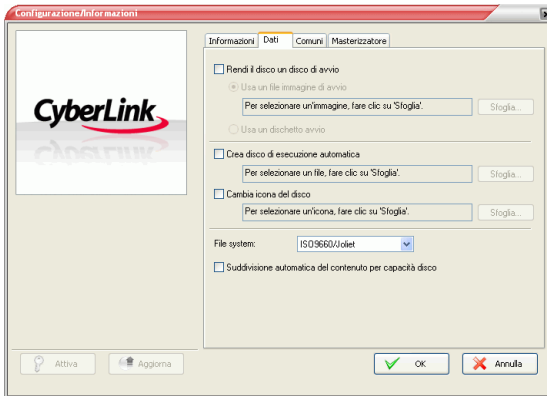 Configurazione/Informazioni
CyberLink
Informazioni Dati Comuni Masterizzatore
Rendi il disco un disco di avvio
Usa un file immagine di avvio
Per selezionare un'immagine, fare clic su 'Sfoglia'. Sfoglia...
Usa un dischetto avvio
Crea disco di esecuzione automatica
Per selezionare un file, fare clic su 'Sfoglia'. Sfoglia...
Cambia icona del disco
Per selezionare un'icona, fare clic su 'Sfoglia'. Sfoglia...
File system: ISO9660/Joliet
Suddivisione automatica del contenuto per capacità disco
Attiva Aggiorna OK Annulla